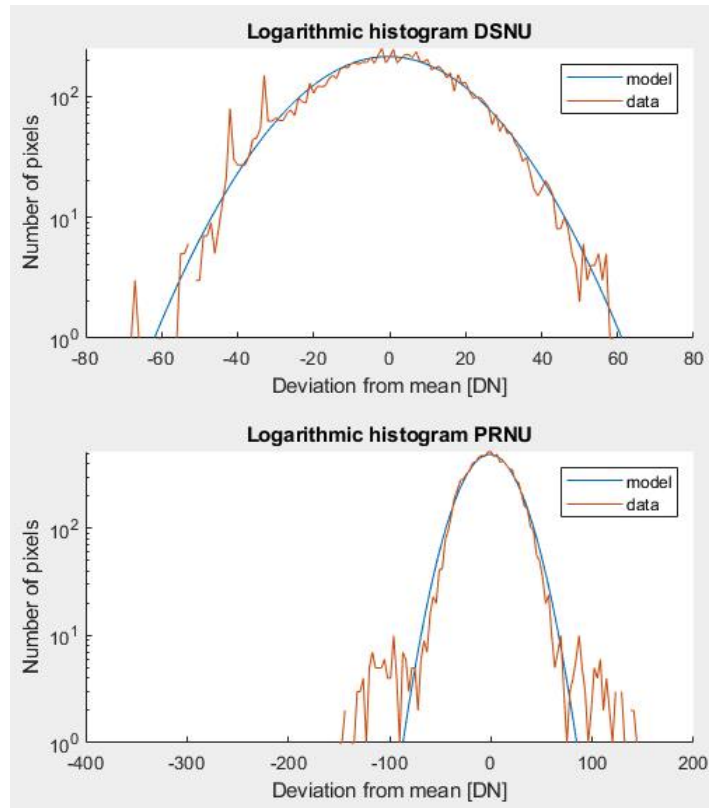 Logarithmic histogram DSNU
model
data
10^2
10^1
10^0
Number of pixels
-80 -60 -40 -20 0 20 40 60 80
Deviation from mean [DN]
Logarithmic histogram PRNU
model
data
10^2
10^1
10^0
Number of pixels
-400 -300 -200 -100 0 100 200
Deviation from mean [DN]